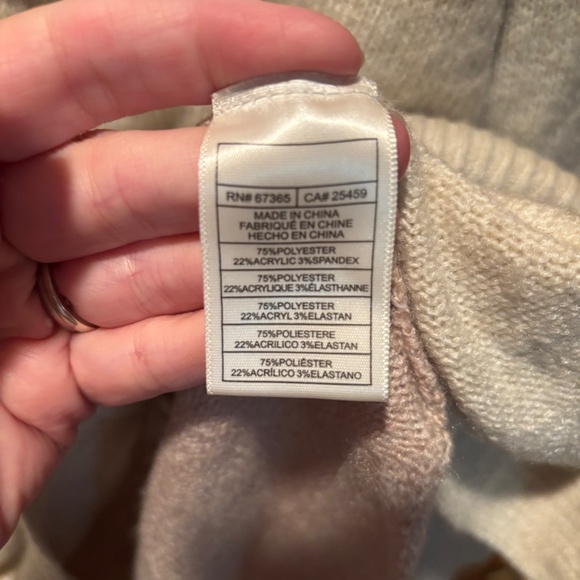 RN# 67365 CA# 25459
MADE IN CHINA
FABRIQUÉ EN CHINE
HECHO EN CHINA
75%POLYESTER
22%ACRYLIC 3%SPANDEX
75%POLYESTER
22%ACRYLIQUE 3%ÉLASTHANNE
75%POLYESTER
22%ACRYL 3%ELASTAN
75%POLIESTERE
22%ACRILICO 3%ELASTAN
75%POLIÉSTER
22%ACRÍLICO 3%ELASTANO